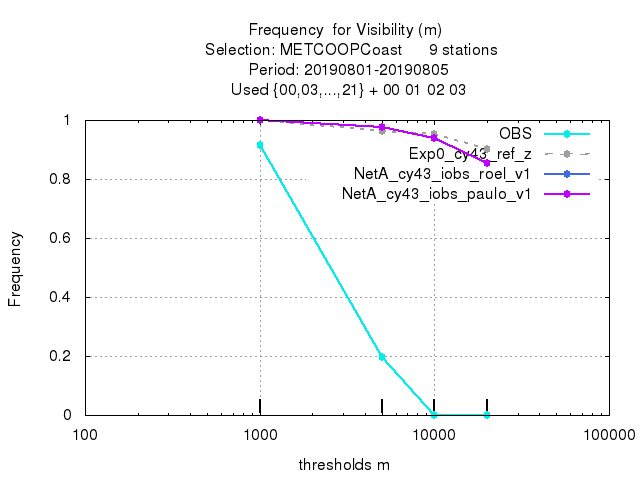 Frequency for Visibility (m)
Selection: METCOOPCoast 9 stations
Period: 20190801-20190805
Used {00,03,...,21} + 00 01 02 03
OBS
Exp0_cy43_ref_z
NetA_cy43_iobs_roel_v1
NetA_cy43_iobs_paulo_v1
Frequency
1
0.8
0.6
0.4
0.2
0
100
1000
10000
100000
thresholds m